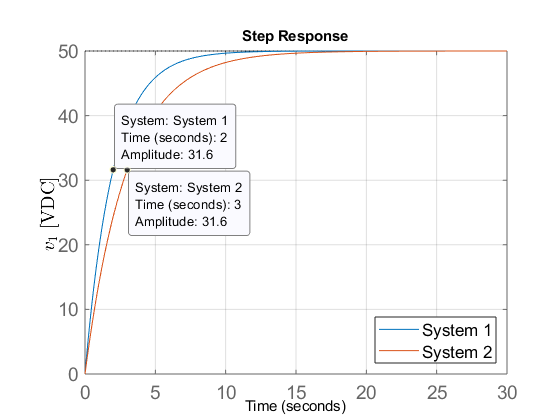 Step Response
50
40
30
20
10
0
v₁ [VDC]
System: System 1
Time (seconds): 2
Amplitude: 31.6
System: System 2
Time (seconds): 3
Amplitude: 31.6
System 1
System 2
0 5 10 15 20 25 30
Time (seconds)